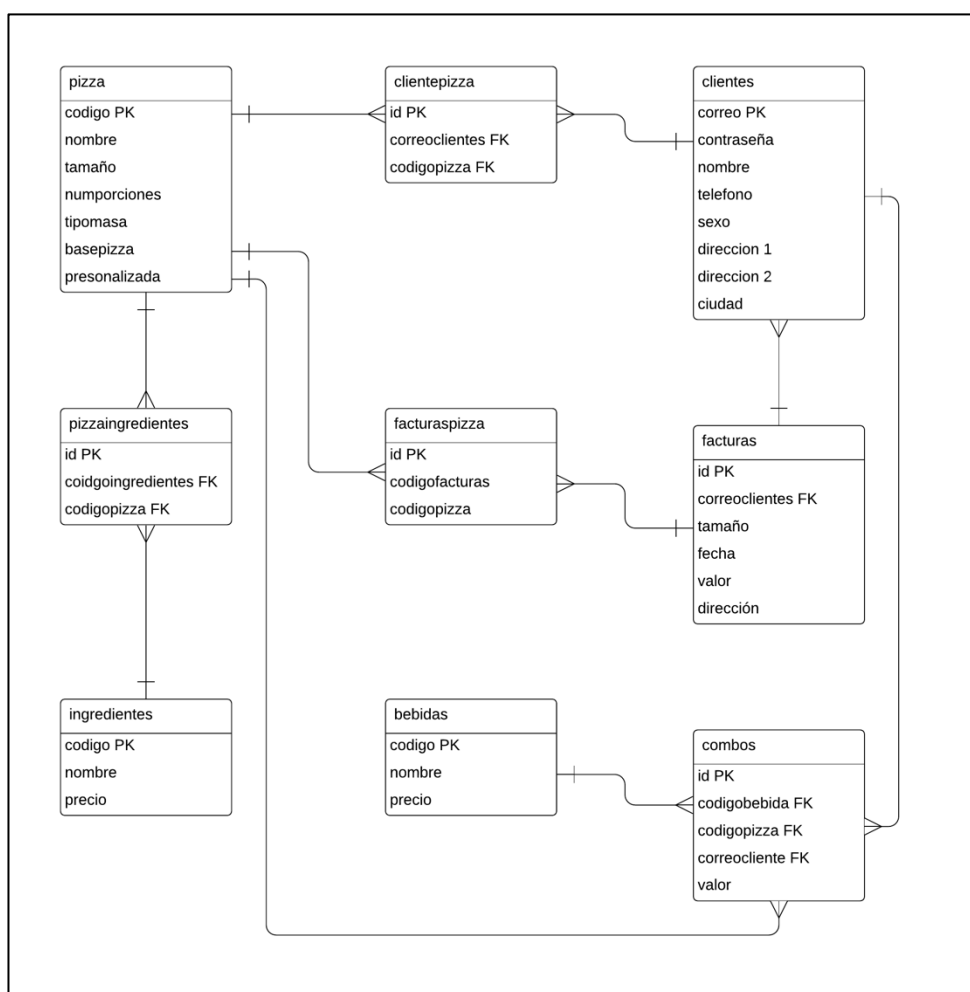 pizza
codigo PK
nombre
tamaño
numporciones
tipomasa
basepizza
presonalizada
clientepizza
id PK
correoclientes FK
codigopizza FK
clientes
correo PK
contraseña
nombre
telefono
sexo
direccion 1
direccion 2
ciudad
pizzaingredientes
id PK
coidgoingredientes FK
codigopizza FK
facturaspizza
id PK
codigofacturas
codigopizza
facturas
id PK
correoclientes FK
tamaño
fecha
valor
dirección
ingredientes
codigo PK
nombre
precio
bebidas
codigo PK
nombre
precio
combos
id PK
codigobebida FK
codigopizza FK
correocliente FK
valor